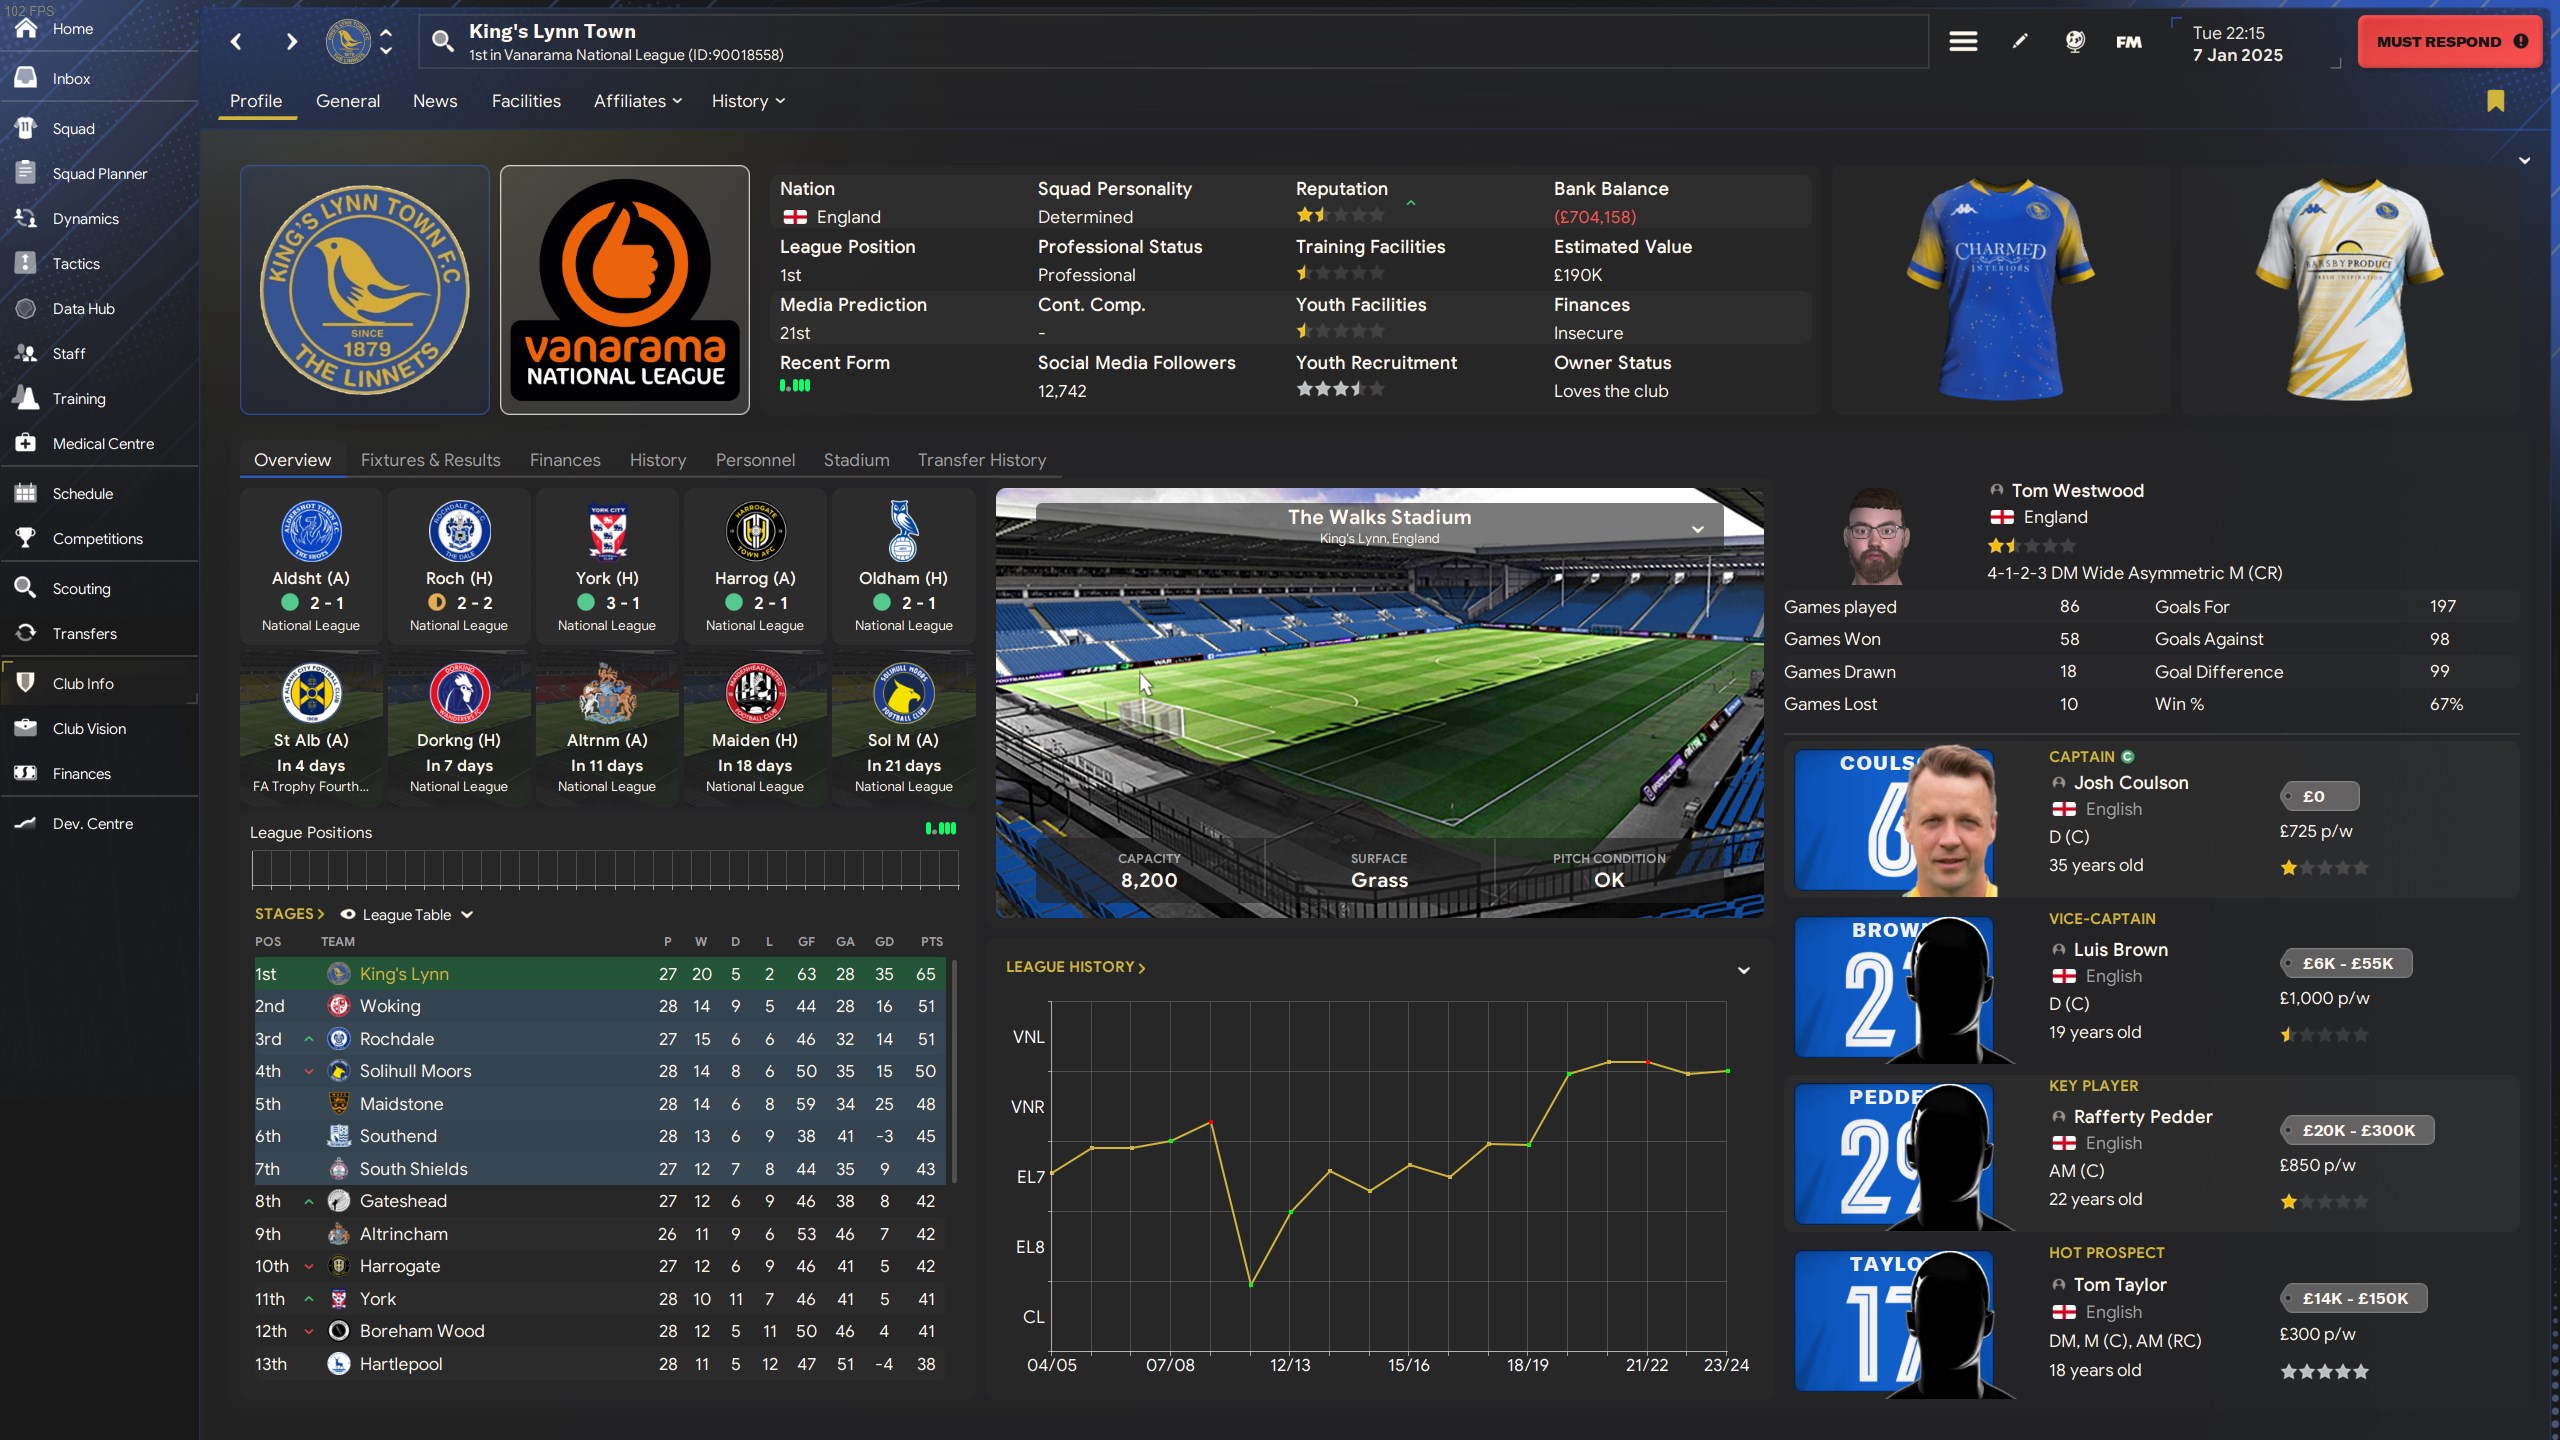 102 FPS
Home
Inbox
Squad
Squad Planner
Dynamics
Tactics
Data Hub
Staff
Training
Medical Centre
Schedule
Competitions
Scouting
Transfers
Club Info
Club Vision
Finances
Dev. Centre
King's Lynn Town
1st in Vanarama National League (ID:90018558)
FM
Tue 22:15
7 Jan 2025
MUST RESPOND
Profile General News Facilities Affiliates History
KING'S LYNN TOWN F.C
SINCE
1879
THE LINNETS
vanarama
NATIONAL LEAGUE
Nation
England
League Position
1st
Media Prediction
21st
Recent Form
Squad Personality
Determined
Professional Status
Professional
Cont. Comp.
-
Social Media Followers
12,742
Reputation
Training Facilities
Youth Facilities
Youth Recruitment
Bank Balance
(£704,158)
Estimated Value
£190K
Finances
Insecure
Owner Status
Loves the club
CHARMED
INTERIORS
Overview Fixtures & Results Finances History Personnel Stadium Transfer History
Aldsht (A) Roch (H) York (H) Harrog (A) Oldham (H)
2 - 1 2 - 2 3 - 1 2 - 1 2 - 1
National League National League National League National League National League
St Alb (A) Dorkng (H) Altrnm (A) Maiden (H) Sol M (A)
In 4 days In 7 days In 11 days In 18 days In 21 days
FA Trophy Fourth... National League National League National League National League
League Positions
STAGES > League Table
POS TEAM P W D L GF GA GD PTS
1st King's Lynn 27 20 5 2 63 28 35 65
2nd Woking 28 14 9 5 44 28 16 51
3rd Rochdale 27 15 6 6 46 32 14 51
4th Solihull Moors 28 14 8 6 50 35 15 50
5th Maidstone 28 14 6 8 59 34 25 48
6th Southend 28 13 6 9 38 41 -3 45
7th South Shields 27 12 7 8 44 35 9 43
8th Gateshead 27 12 6 9 46 38 8 42
9th Altrincham 26 11 9 6 53 46 7 42
10th Harrogate 27 12 6 9 46 41 5 42
11th York 28 10 11 7 46 41 5 41
12th Boreham Wood 28 12 5 11 50 46 4 41
13th Hartlepool 28 11 5 12 47 51 -4 38
The Walks Stadium
King's Lynn, England
CAPACITY SURFACE PITCH CONDITION
8,200 Grass OK
LEAGUE HISTORY >
VNL
VNR
EL7
EL8
CL
04/05 07/08 12/13 15/16 18/19 21/22 23/24
Tom Westwood
England
4-1-2-3 DM Wide Asymmetric M (CR)
Games played 86 Goals For 197
Games Won 58 Goals Against 98
Games Drawn 18 Goal Difference 99
Games Lost 10 Win % 67%
COULS
6
CAPTAIN C
Josh Coulson
English
D (C)
35 years old
£0
£725 p/w
BROW
2
VICE-CAPTAIN
Luis Brown
English
D (C)
19 years old
£6K - £55K
£1,000 p/w
PEDDE
29
KEY PLAYER
Rafferty Pedder
English
AM (C)
22 years old
£20K - £300K
£850 p/w
TAYLO
17
HOT PROSPECT
Tom Taylor
English
DM, M (C), AM (RC)
18 years old
£14K - £150K
£300 p/w